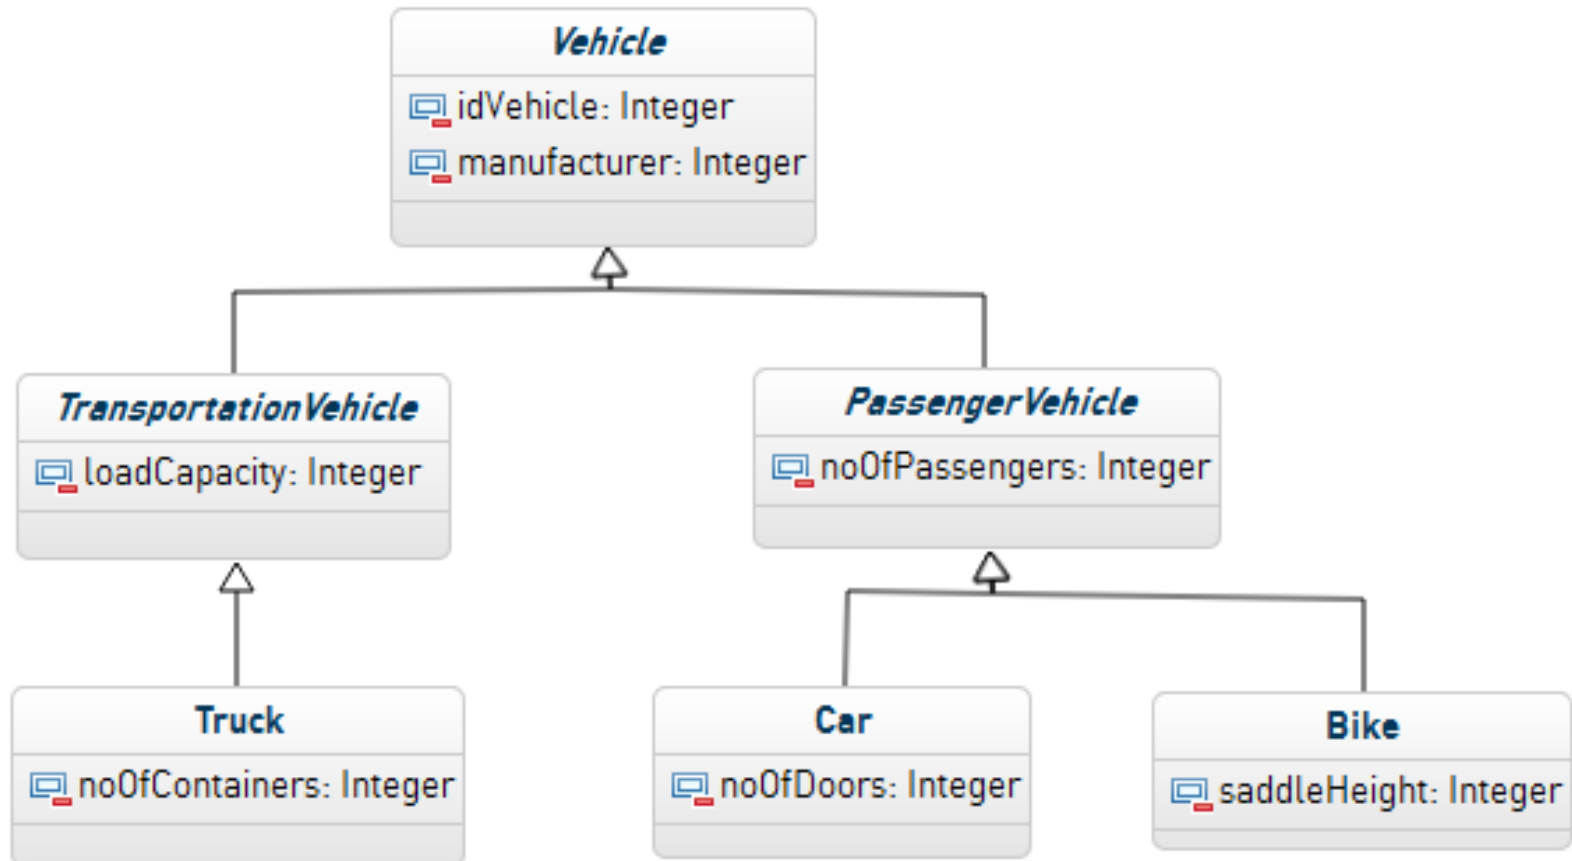 Vehicle
idVehicle: Integer
manufacturer: Integer
TransportationVehicle
loadCapacity: Integer
PassengerVehicle
noOfPassengers: Integer
Truck
noOfContainers: Integer
Car
noOfDoors: Integer
Bike
saddleHeight: Integer